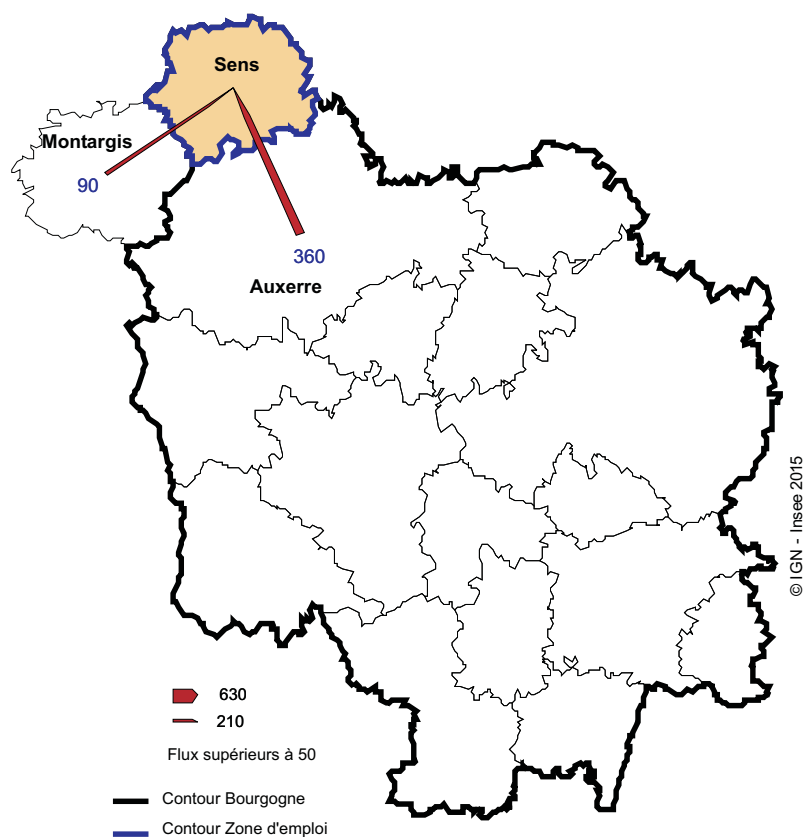 Sens
Montargis
90
360
Auxerre
© IGN - Insee 2015
630
210
Flux supérieurs à 50
Contour Bourgogne
Contour Zone d'emploi